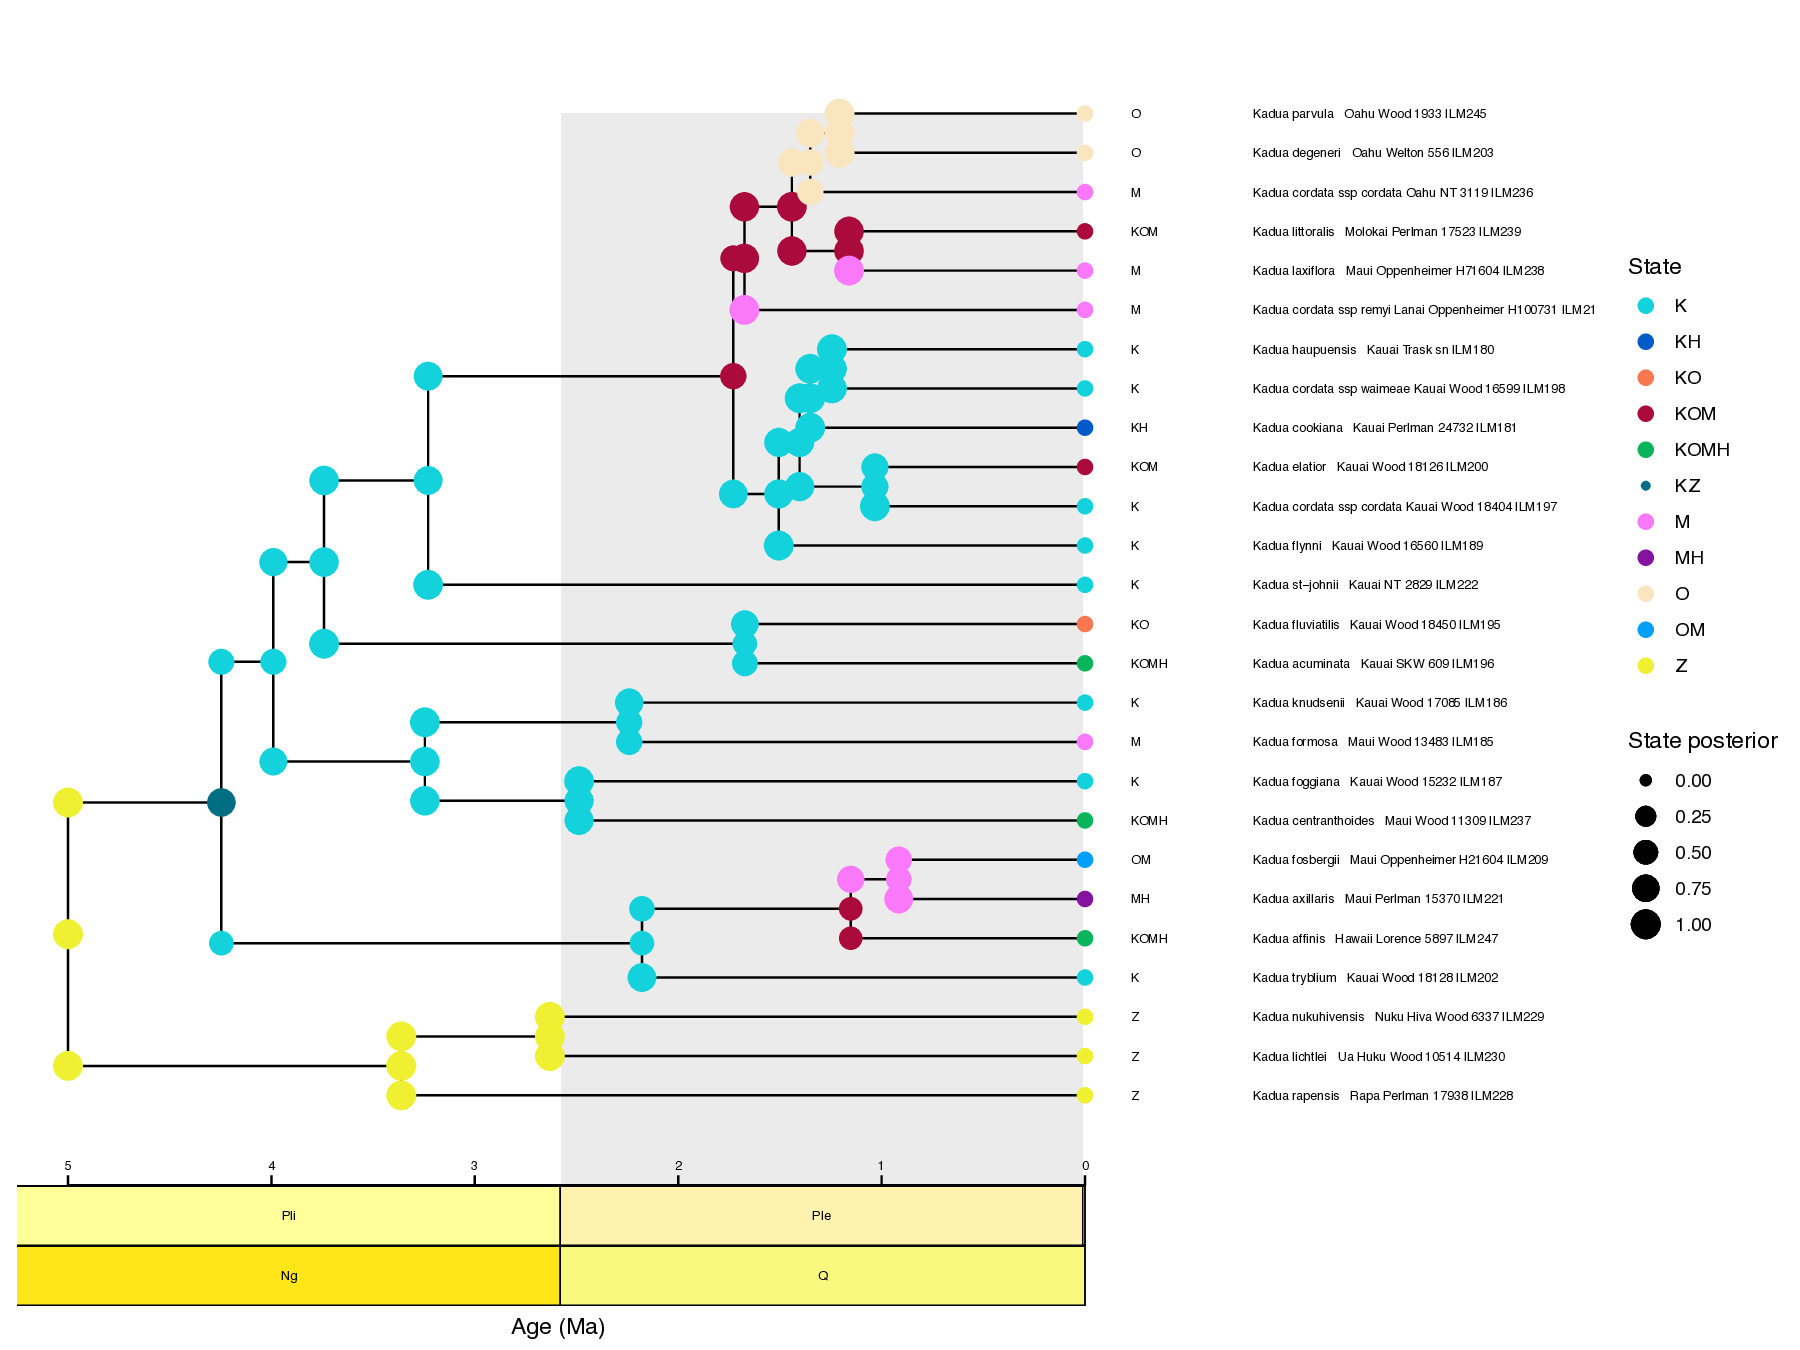 O Kadua parvula Oahu Wood 1933 ILM245
O Kadua degeneri Oahu Welton 556 ILM203
M Kadua cordata ssp cordata Oahu NT 3119 ILM236
KOM Kadua littoralis Molokai Perlman 17523 ILM239
M Kadua laxiflora Maui Oppenheimer H71604 ILM238
M Kadua cordata ssp remyi Lanai Oppenheimer H100731 ILM21
K Kadua haupuensis Kauai Trask sn ILM180
K Kadua cordata ssp waimeae Kauai Wood 16599 ILM198
KH Kadua cookiana Kauai Perlman 24732 ILM181
KOM Kadua elatior Kauai Wood 18126 ILM200
K Kadua cordata ssp cordata Kauai Wood 18404 ILM197
K Kadua flynni Kauai Wood 16560 ILM189
K Kadua st–johnii Kauai NT 2829 ILM222
KO Kadua fluviatilis Kauai Wood 18450 ILM195
KOMH Kadua acuminata Kauai SKW 609 ILM196
K Kadua knudsenii Kauai Wood 17085 ILM186
M Kadua formosa Maui Wood 13483 ILM185
K Kadua foggiana Kauai Wood 15232 ILM187
KOMH Kadua centranthoides Maui Wood 11309 ILM237
OM Kadua fosbergii Maui Oppenheimer H21604 ILM209
MH Kadua axillaris Maui Perlman 15370 ILM221
KOMH Kadua affinis Hawaii Lorence 5897 ILM247
K Kadua tryblium Kauai Wood 18128 ILM202
Z Kadua nukuhivensis Nuku Hiva Wood 6337 ILM229
Z Kadua lichtlei Ua Huku Wood 10514 ILM230
Z Kadua rapensis Rapa Perlman 17938 ILM228
State
K
KH
KO
KOM
KOMH
KZ
M
MH
O
OM
Z
State posterior
0.00
0.25
0.50
0.75
1.00
5 4 3 2 1 0
Pli Ple
Ng Q
Age (Ma)